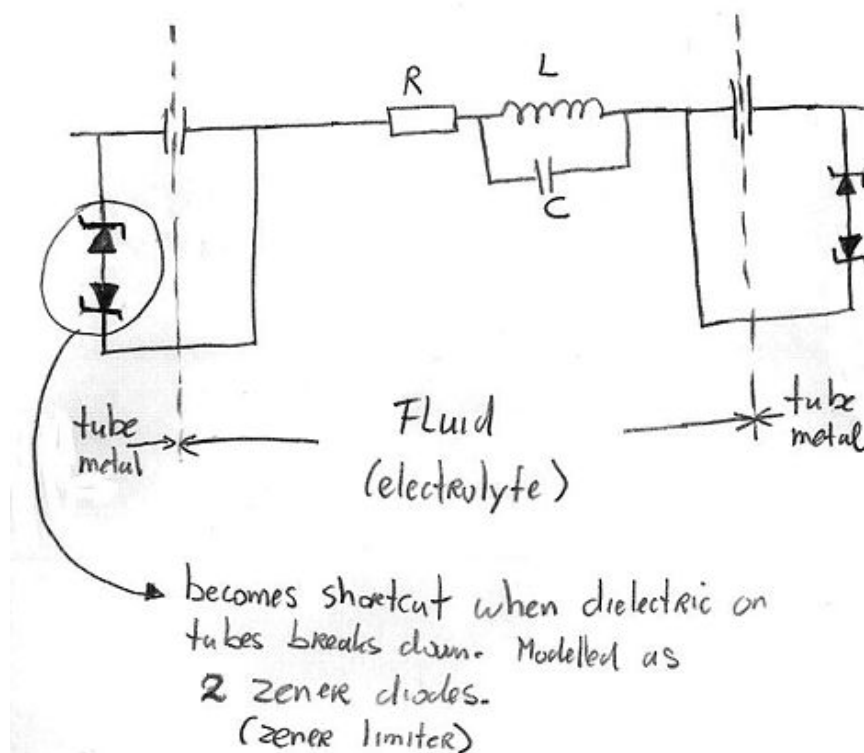 R
L
C
tube
metal
Fluid
(electrolyte)
tube
metal
becomes shortcut when dielectric on
tubes breaks down. Modelled as
2 zener diodes.
(zener limiter)